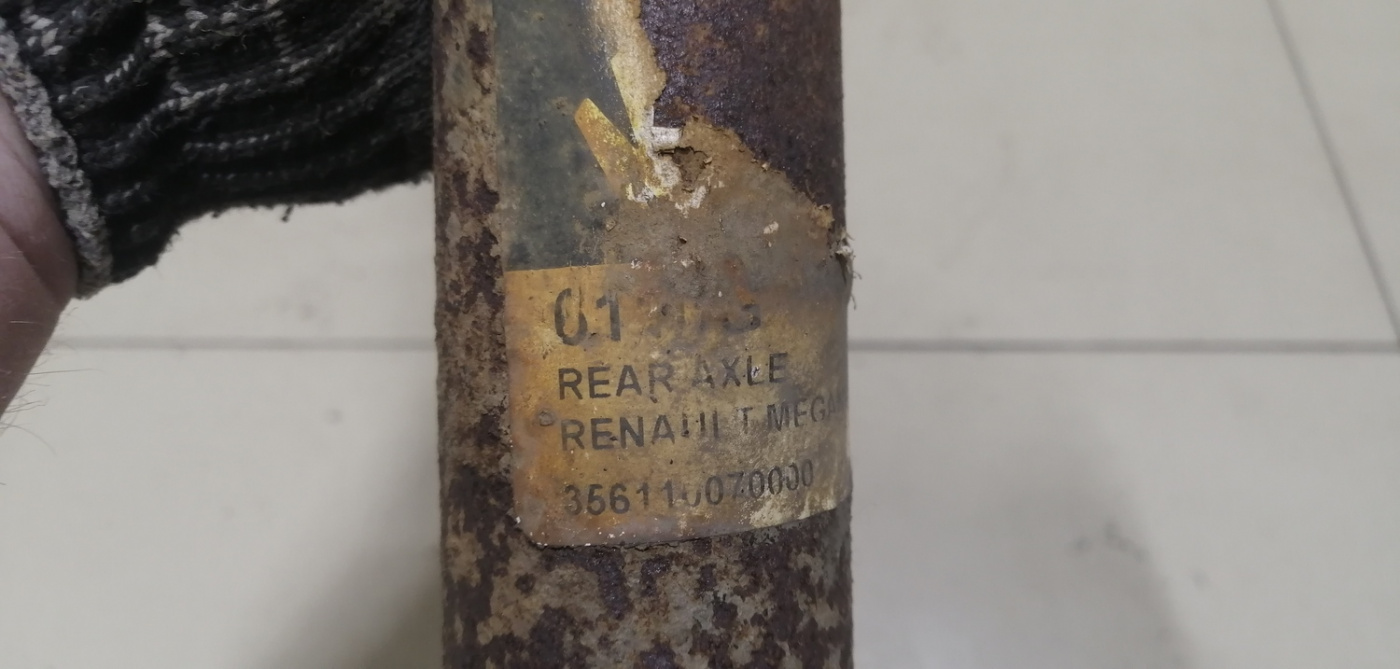 REAR AXLE
RENAULT MEGA
356110070000